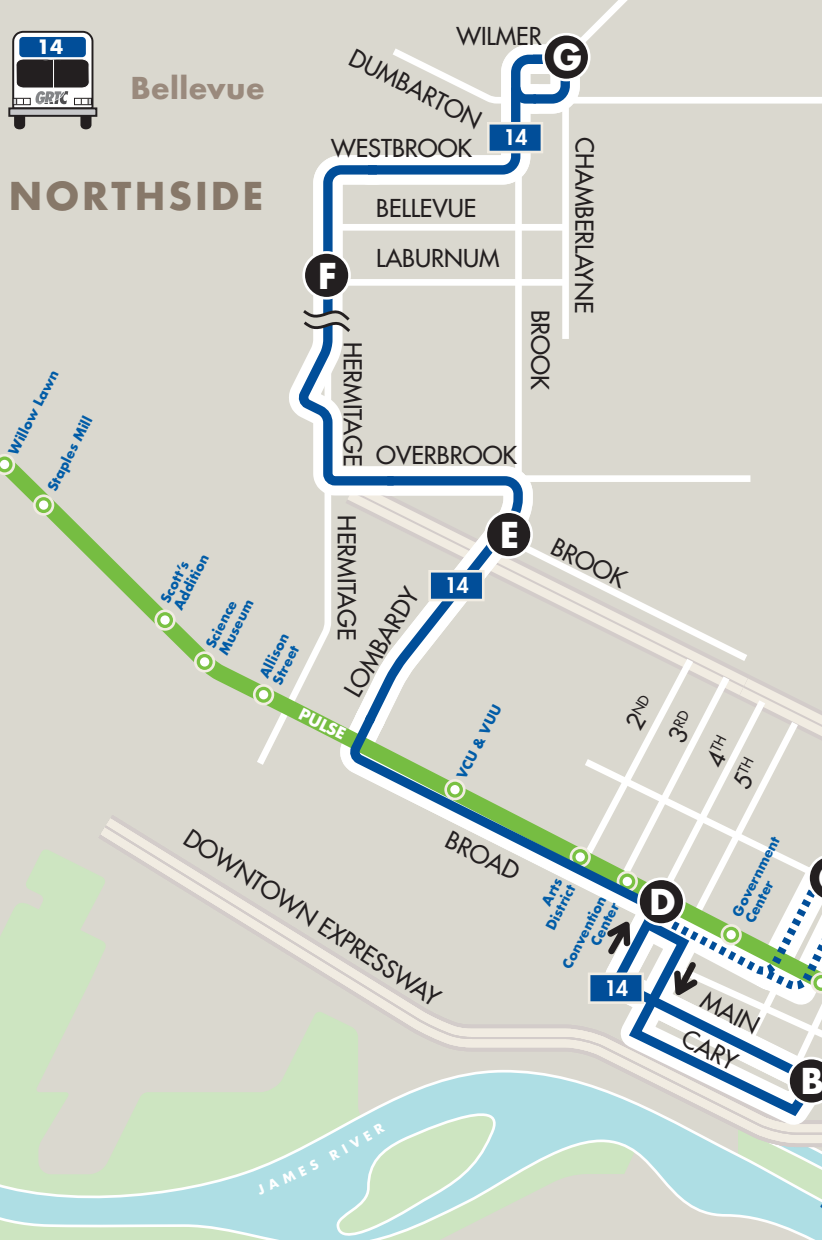 14
GRTC
Bellevue
NORTHSIDE
WILMER
G
DUMBARTON
14
WESTBROOK
CHAMBERLAYNE
BELLEVUE
LABURNUM
F
BROOK
HERMITAGE
OVERBROOK
Willow Lawn
Staples Mill
HERMITAGE
E
BROOK
14
LOMBARDY
Scott's
Addition
Science
Museum
Allison
Street
PULSE
VCU & VUU
2ND
3RD
4TH
5TH
BROAD
DOWNTOWN EXPRESSWAY
Arts
District
Convention
Center
D
Government
Center
14
MAIN
CARY
B
JAMES RIVER